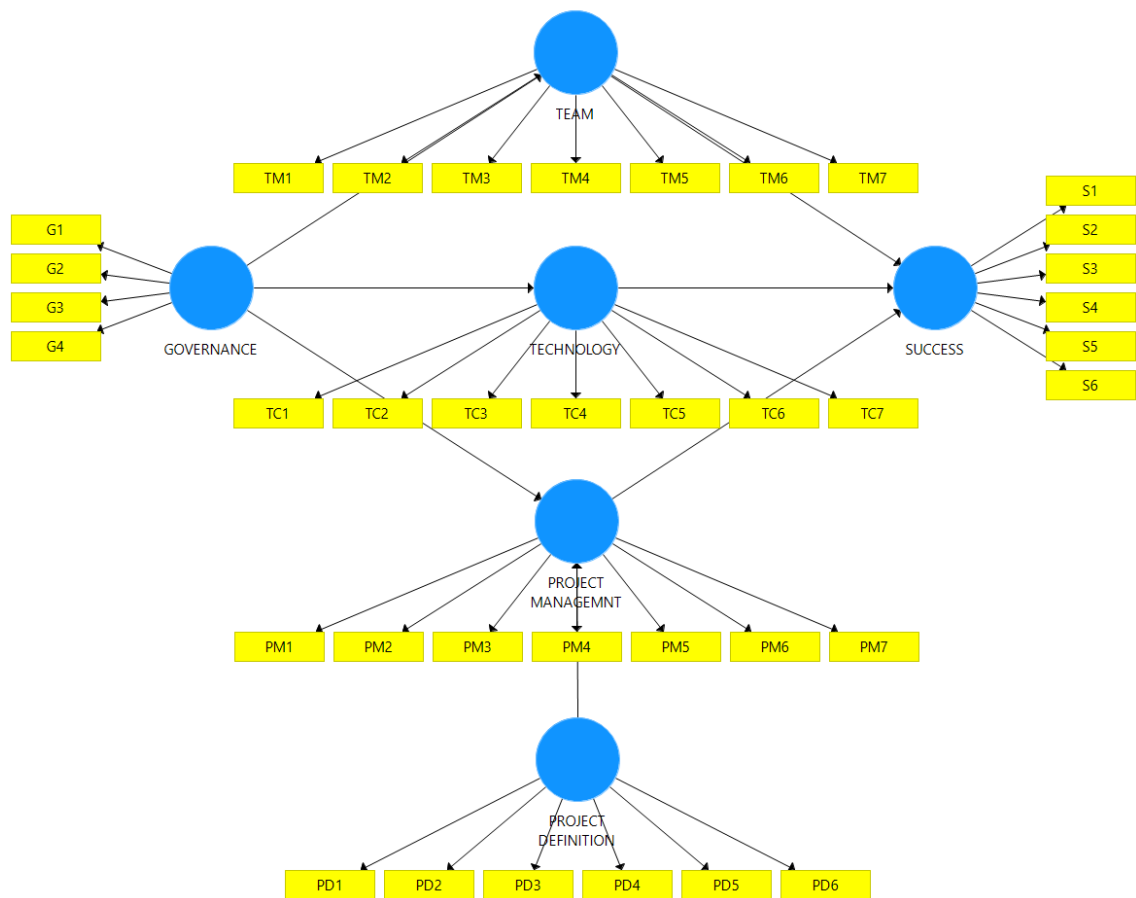 TEAM
TM1
TM2
TM3
TM4
TM5
TM6
TM7
G1
G2
G3
G4
GOVERNANCE
TECHNOLOGY
SUCCESS
S1
S2
S3
S4
S5
S6
TC1
TC2
TC3
TC4
TC5
TC6
TC7
PROJECT
MANAGEMNT
PM1
PM2
PM3
PM4
PM5
PM6
PM7
PROJECT
DEFINITION
PD1
PD2
PD3
PD4
PD5
PD6